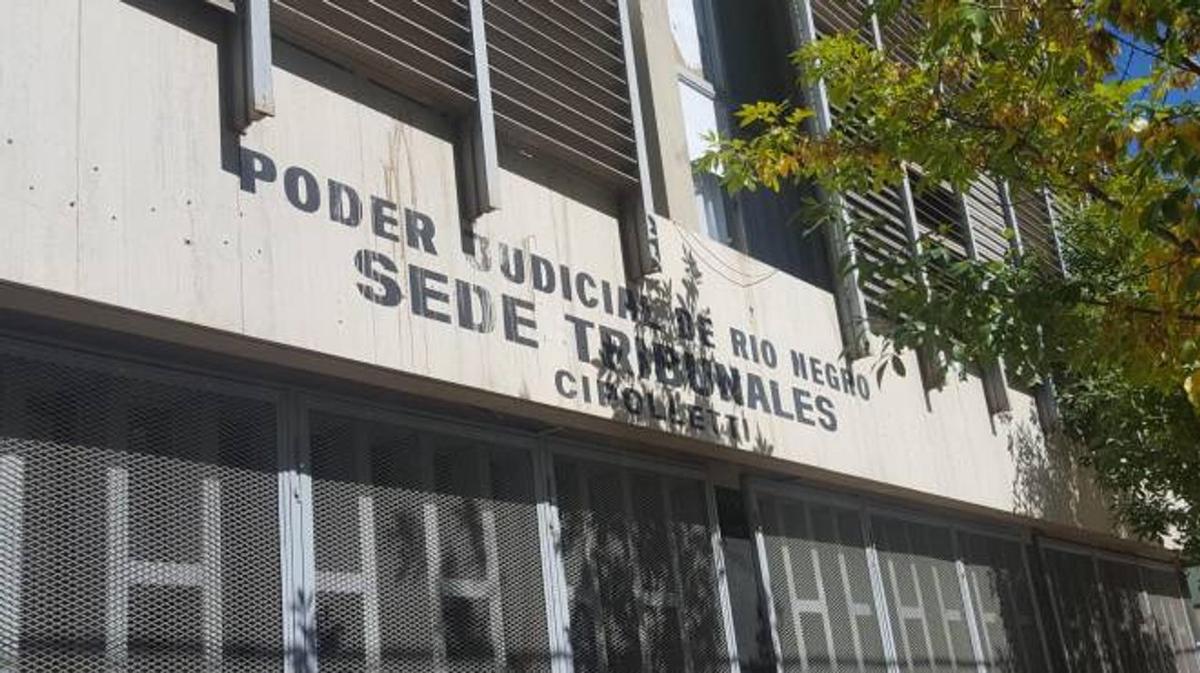 PODER JUDICIAL DE RIO NEGRO
SEDE TRIBUNALES
CIPOLLETTI